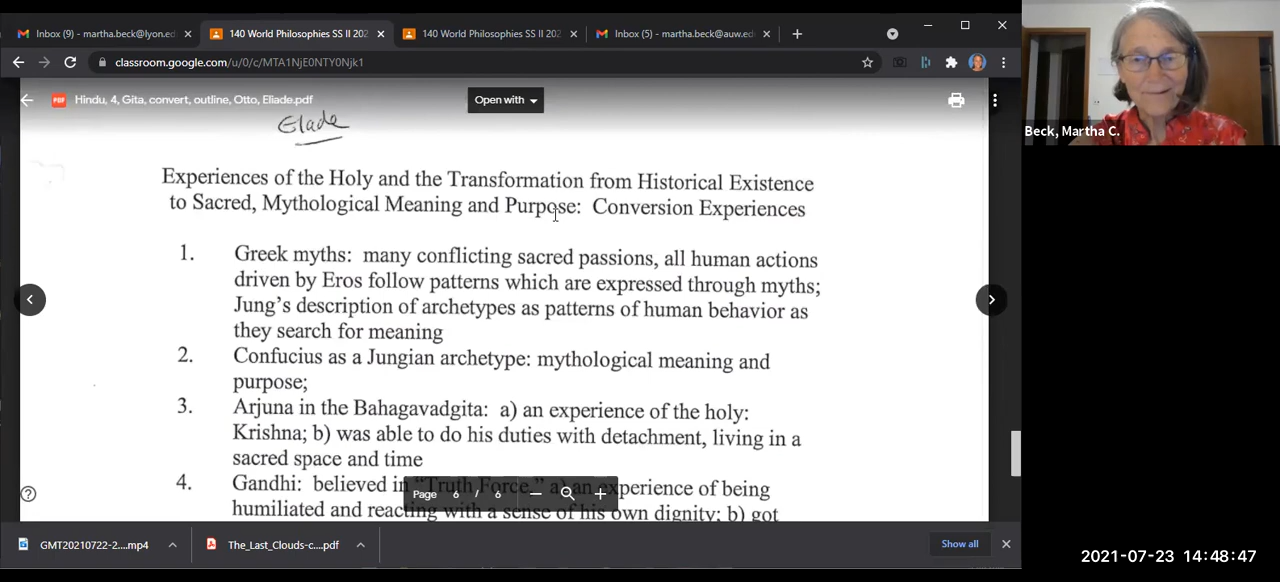 Inbox (9) - martha.beck@lyon.ed
140 World Philosophies SS II 202
140 World Philosophies SS II 202
Inbox (5) - martha.beck@auw.ed
classroom.google.com/u/0/c/MTA1NjE0NTY0Njk1
PDF Hindu, 4, Gita, convert, outline, Otto, Eliade.pdf
Open with
Elade
Experiences of the Holy and the Transformation from Historical Existence
to Sacred, Mythological Meaning and Purpose: Conversion Experiences
1. Greek myths: many conflicting sacred passions, all human actions
driven by Eros follow patterns which are expressed through myths;
Jung's description of archetypes as patterns of human behavior as
they search for meaning
2. Confucius as a Jungian archetype: mythological meaning and
purpose;
3. Arjuna in the Bahagavadgita: a) an experience of the holy:
Krishna; b) was able to do his duties with detachment, living in a
sacred space and time
4. Gandhi: believed in "Truth Force." a) an experience of being
humiliated and reacting with a sense of his own dignity; b) got
Page 6 / 6
GMT20210722-2....mp4
The_Last_Clouds-c....pdf
Show all
Beck, Martha C.
2021-07-23 14:48:47